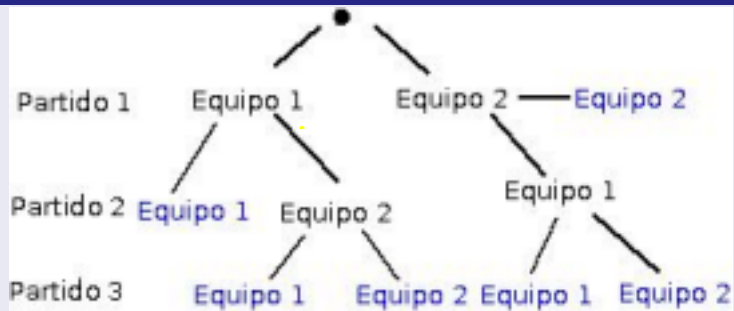 Partido 1 Equipo 1 Equipo 2 Equipo 2
Equipo 1
Partido 2 Equipo 1 Equipo 2
Partido 3 Equipo 1 Equipo 2 Equipo 1 Equipo 2